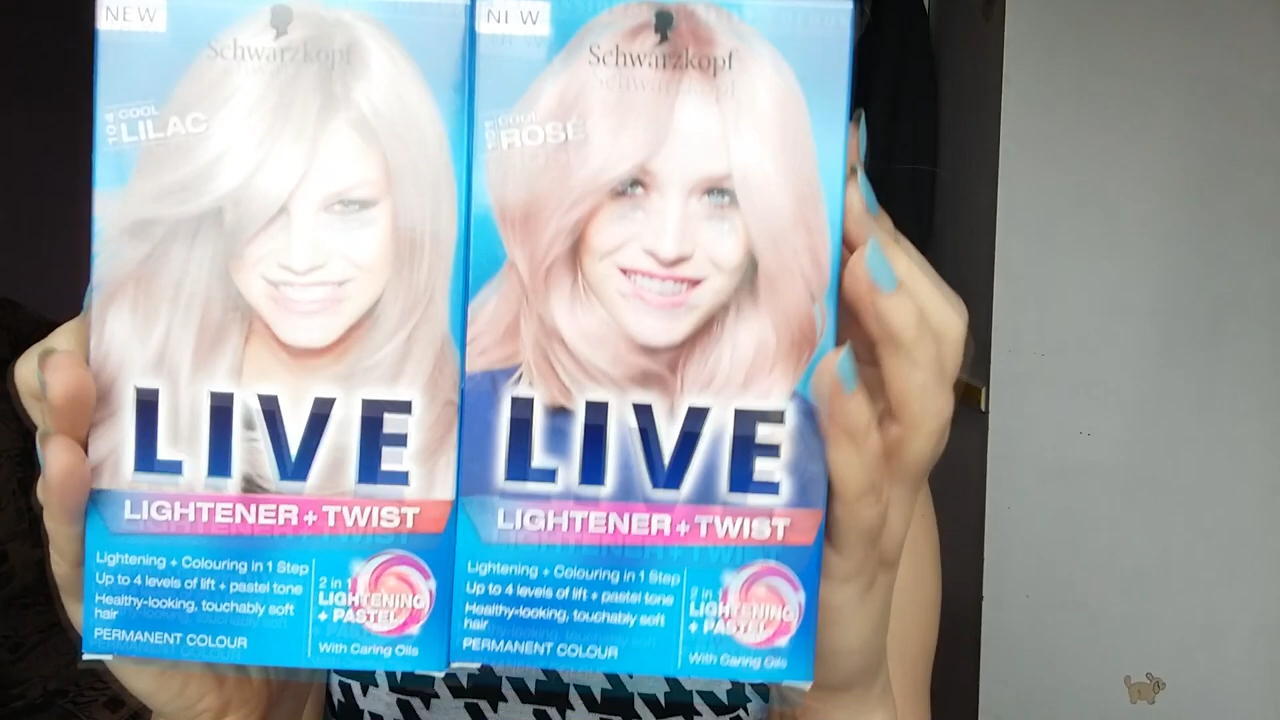 NEW
Schwarzkopf
COOL
LILAC
LIVE
LIGHTENER + TWIST
Lightening + Colouring in 1 Step
Up to 4 levels of lift + pastel tone
Healthy-looking, touchably soft
hair
PERMANENT COLOUR
2 in 1
LIGHTENING
+ PASTEL
With Caring Oils
NEW
Schwarzkopf
COOL
ROSÉ
LIVE
LIGHTENER + TWIST
Lightening + Colouring in 1 Step
Up to 4 levels of lift + pastel tone
Healthy-looking, touchably soft
hair
PERMANENT COLOUR
2 in 1
LIGHTENING
+ PASTEL
With Caring Oils